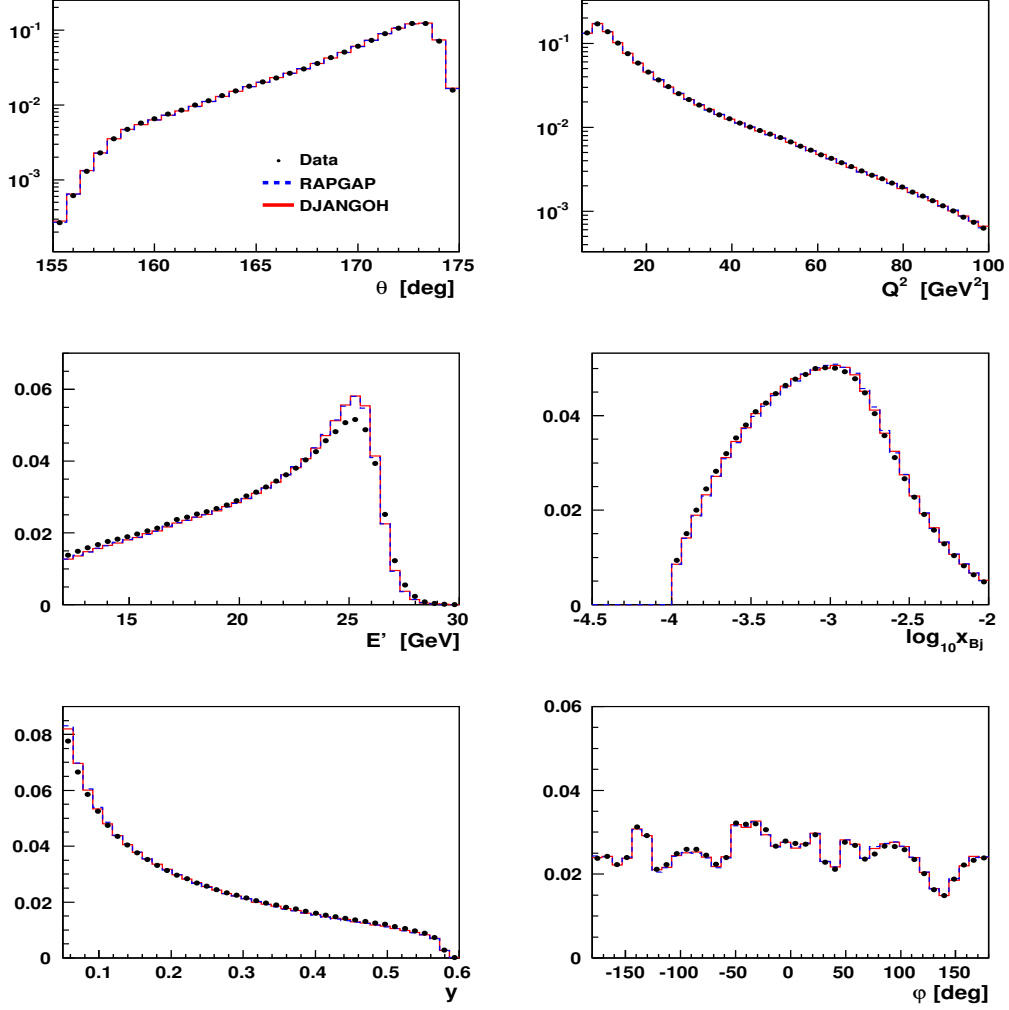 10⁻¹
10⁻²
10⁻³
Data
RAPGAP
DJANGOH
155 160 165 170 175
θ [deg]
10⁻¹
10⁻²
10⁻³
20 40 60 80 100
Q² [GeV²]
0.06
0.04
0.02
0
15 20 25 30
E' [GeV]
0.04
0.02
0
-4.5 -4 -3.5 -3 -2.5 -2
log₁₀x_Bj
0.08
0.06
0.04
0.02
0
0.1 0.2 0.3 0.4 0.5 0.6
y
0.06
0.04
0.02
0
-150 -100 -50 0 50 100 150
φ [deg]